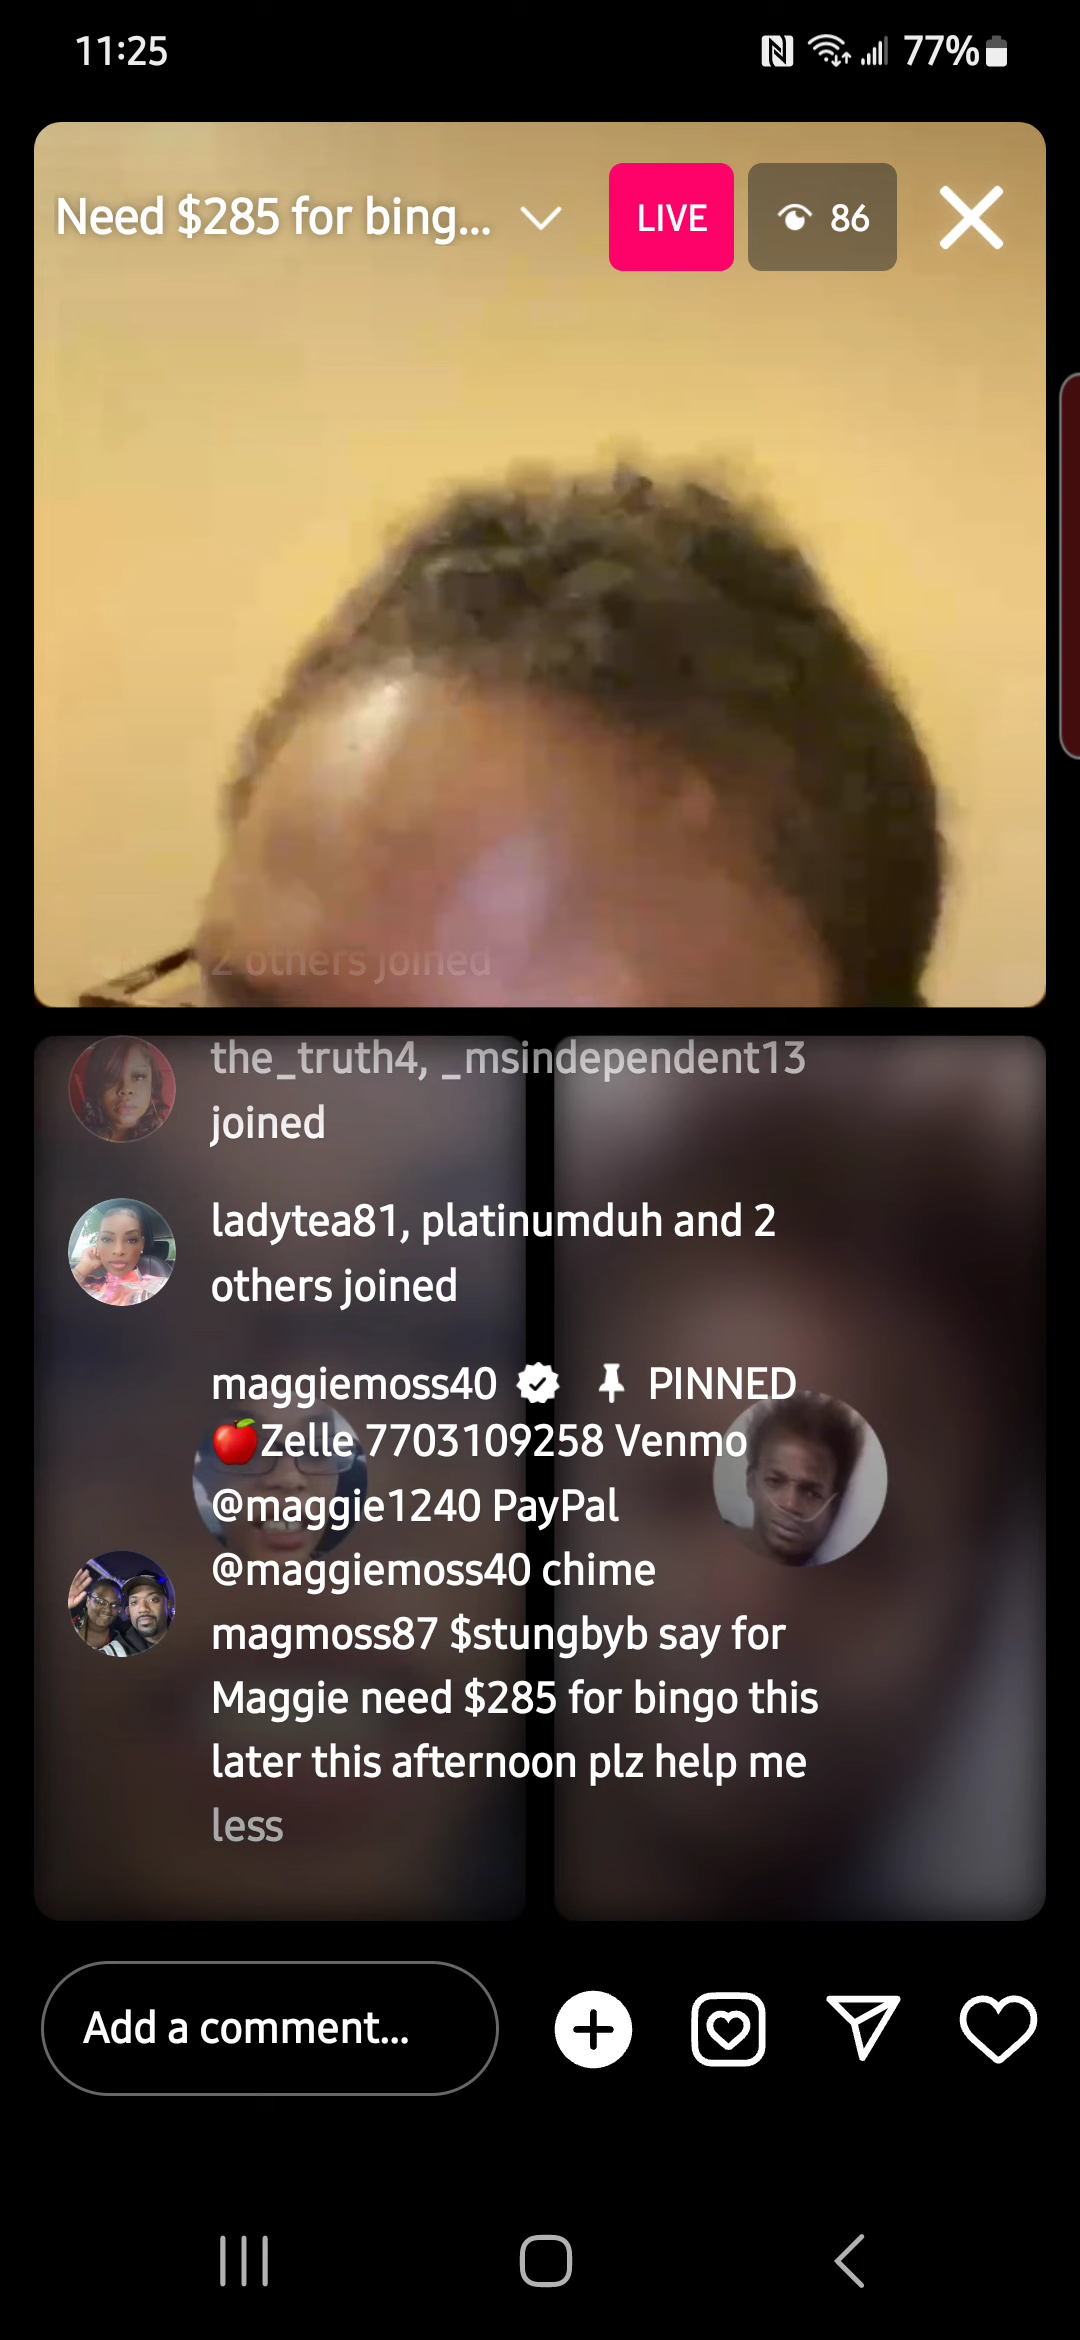 11:25
77%
Need $285 for bing...
LIVE
86
2 others joined
the_truth4, _msindependent13
joined
ladytea81, platinumduh and 2
others joined
maggiemoss40 PINNED
🍎Zelle 7703109258 Venmo
@maggie1240 PayPal
@maggiemoss40 chime
magmoss87 $stungbyb say for
Maggie need $285 for bingo this
later this afternoon plz help me
less
Add a comment...